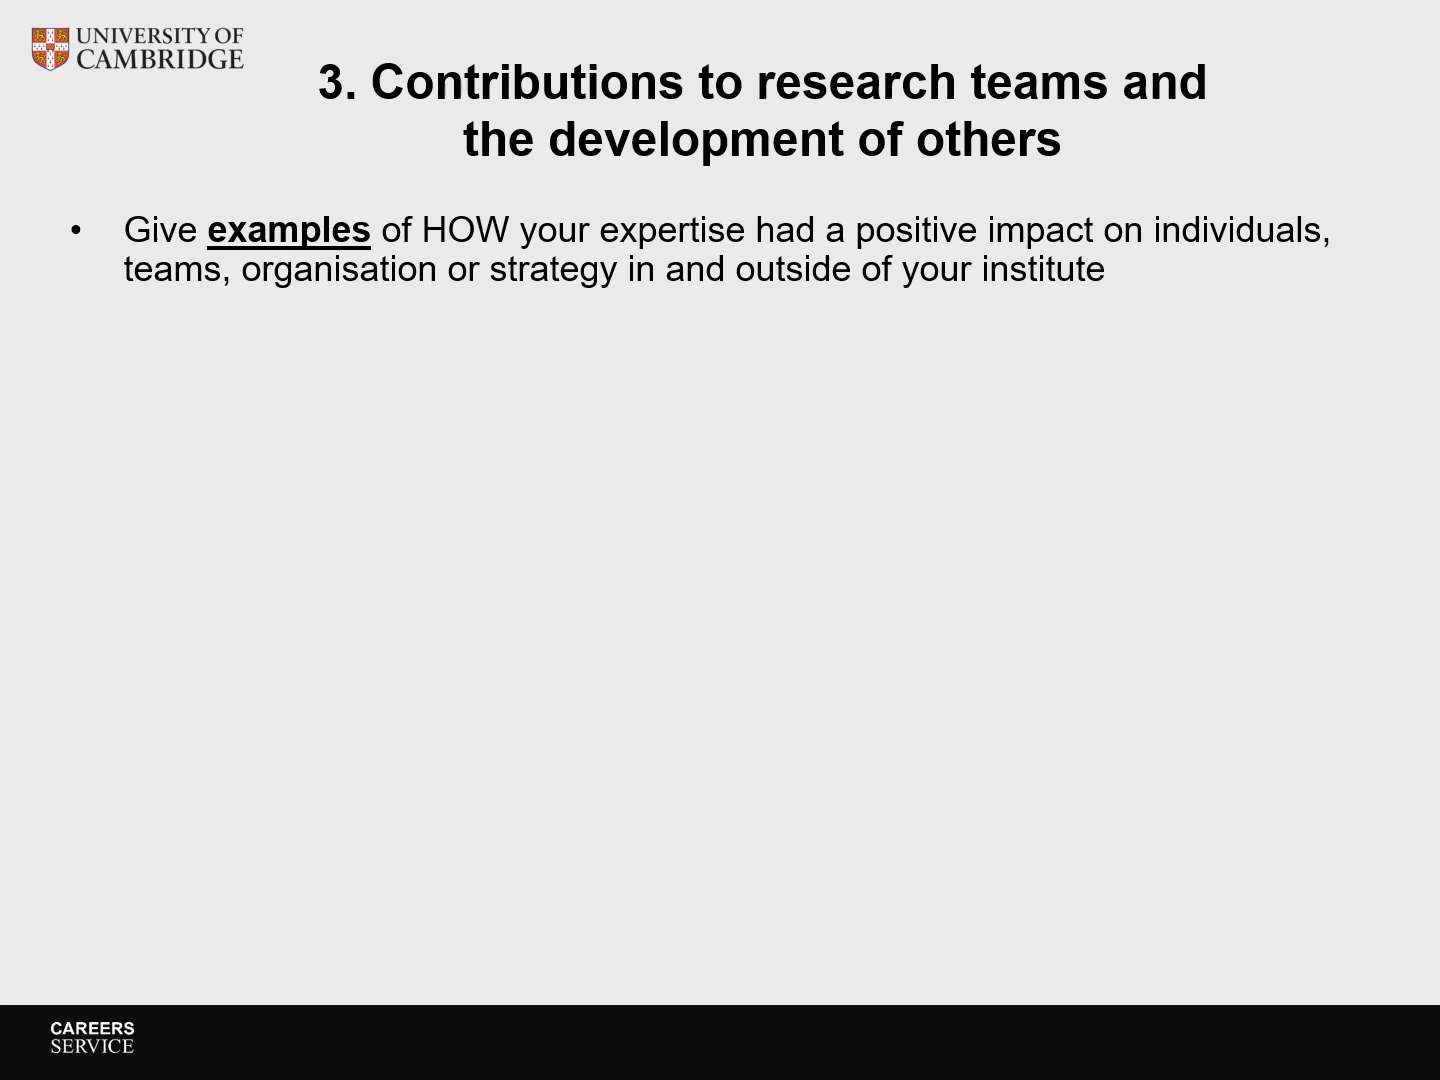 UNIVERSITY OF
CAMBRIDGE
3. Contributions to research teams and
the development of others
• Give examples of HOW your expertise had a positive impact on individuals,
teams, organisation or strategy in and outside of your institute
CAREERS
SERVICE